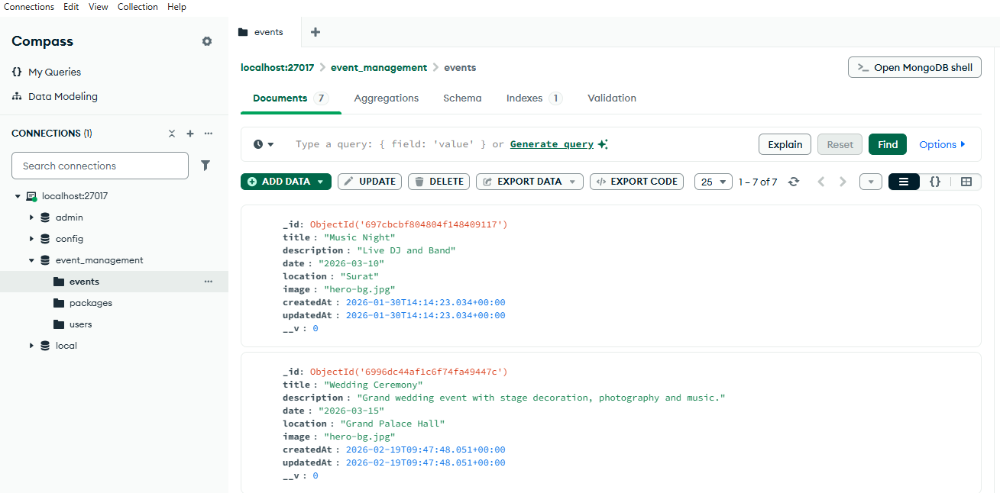 Connections Edit View Collection Help
Compass
My Queries
Data Modeling
CONNECTIONS (1)
Search connections
localhost:27017
admin
config
event_management
events
packages
users
local
events
localhost:27017 > event_management > events
>_ Open MongoDB shell
Documents 7 Aggregations Schema Indexes 1 Validation
Type a query: { field: 'value' } or Generate query
Explain Reset Find Options
ADD DATA UPDATE DELETE EXPORT DATA EXPORT CODE 25 1 – 7 of 7
_id: ObjectId('697cbcbf804804f148409117')
title : "Music Night"
description : "Live DJ and Band"
date : "2026-03-10"
location : "Surat"
image : "hero-bg.jpg"
createdAt : 2026-01-30T14:14:23.034+00:00
updatedAt : 2026-01-30T14:14:23.034+00:00
__v : 0
_id: ObjectId('6996dc44af1c6f74fa49447c')
title : "Wedding Ceremony"
description : "Grand wedding event with stage decoration, photography and music."
date : "2026-03-15"
location : "Grand Palace Hall"
image : "hero-bg.jpg"
createdAt : 2026-02-19T09:47:48.051+00:00
updatedAt : 2026-02-19T09:47:48.051+00:00
__v : 0